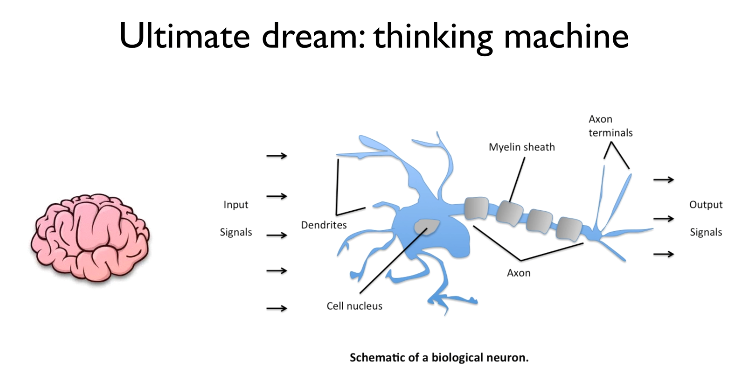 Ultimate dream: thinking machine
Axon
terminals
Myelin sheath
Input
Signals
Dendrites
Output
Signals
Axon
Cell nucleus
Schematic of a biological neuron.